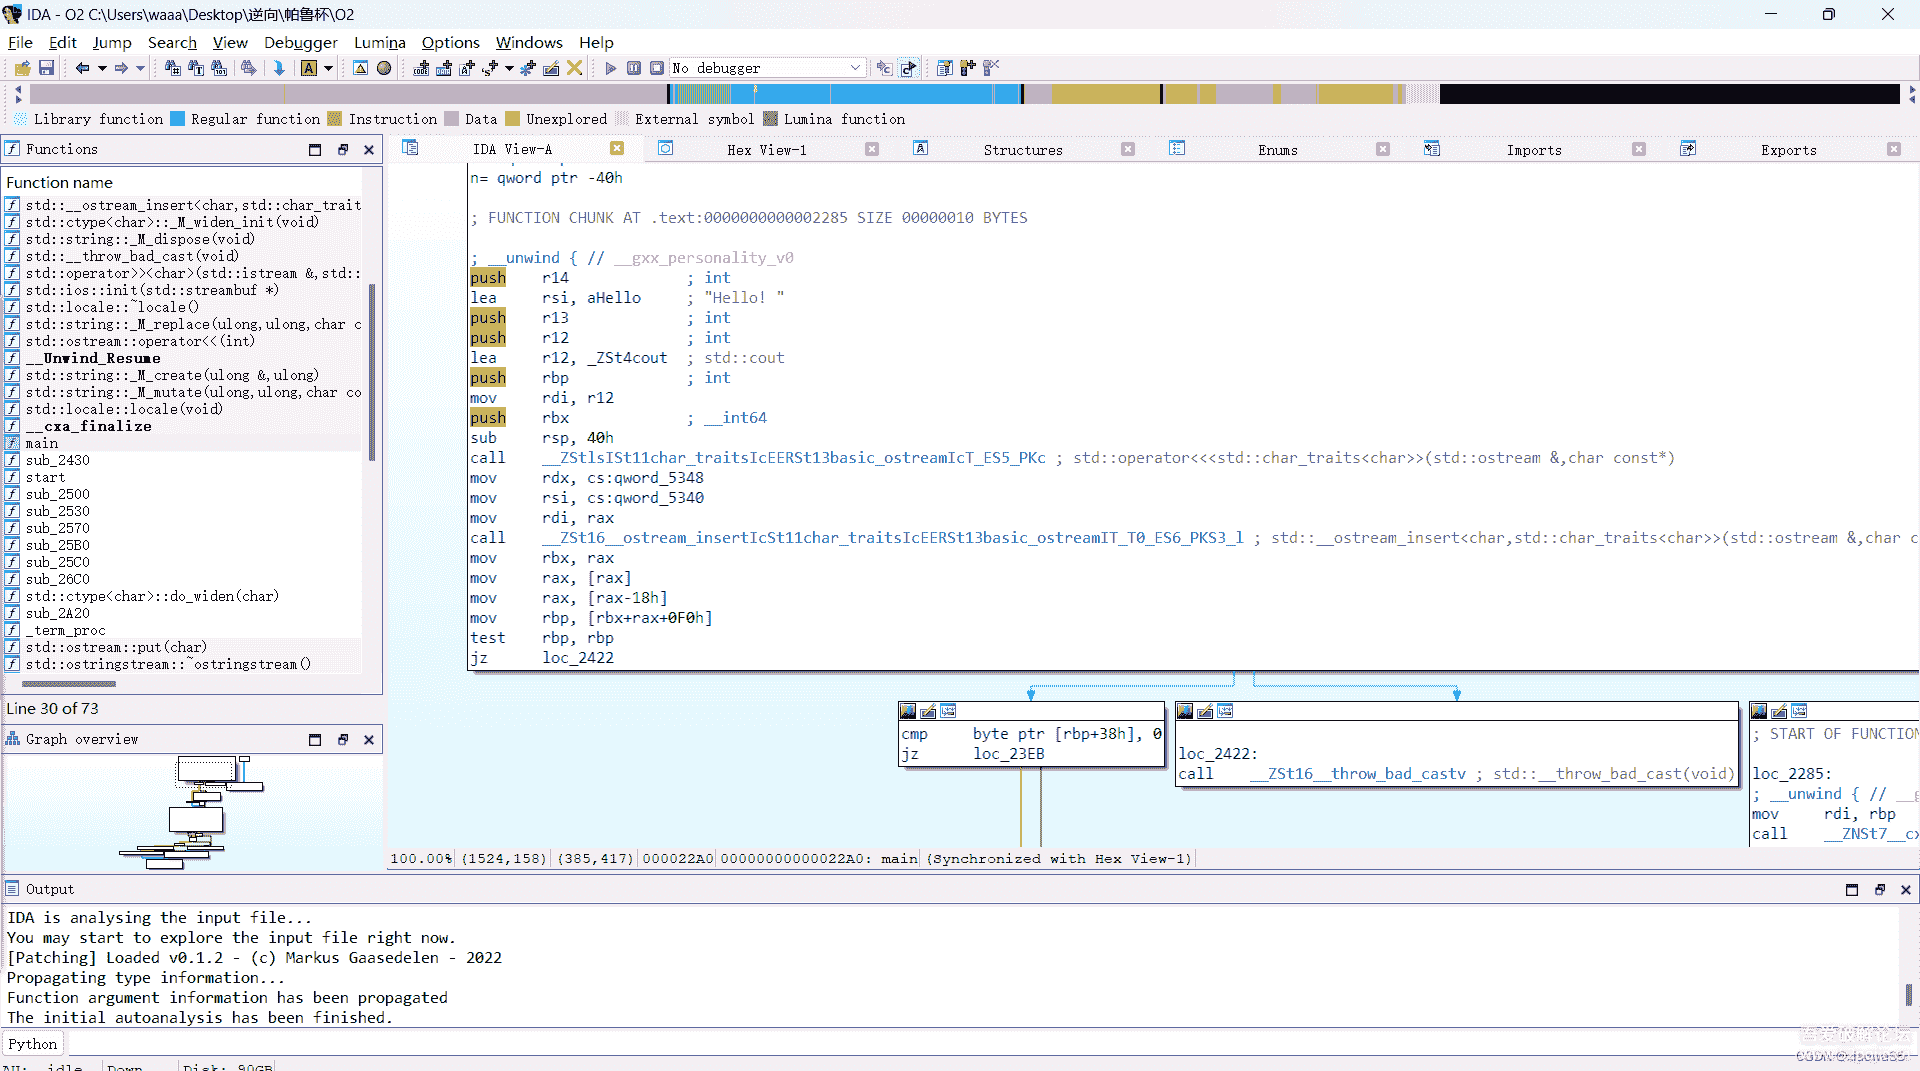 IDA - O2 C:\Users\waaa\Desktop\逆向\帕鲁杯\O2
File Edit Jump Search View Debugger Lumina Options Windows Help
No debugger
Library function Regular function Instruction Data Unexplored External symbol Lumina function
Functions
Function name
std::__ostream_insert<char,std::char_trait
std::ctype<char>::_M_widen_init(void)
std::string::_M_dispose(void)
std::__throw_bad_cast(void)
std::operator>><char>(std::istream &,std::
std::ios::init(std::streambuf *)
std::locale::~locale()
std::string::_M_replace(ulong,ulong,char c
std::ostream::operator<<(int)
__Unwind_Resume
std::string::_M_create(ulong &,ulong)
std::string::_M_mutate(ulong,ulong,char co
std::locale::locale(void)
__cxa_finalize
main
sub_2430
start
sub_2500
sub_2530
sub_2570
sub_25B0
sub_25C0
sub_26C0
std::ctype<char>::do_widen(char)
sub_2A20
_term_proc
std::ostream::put(char)
std::ostringstream::~ostringstream()
Line 30 of 73
Graph overview
IDA View-A Hex View-1 Structures Enums Imports Exports
n= qword ptr -40h
; FUNCTION CHUNK AT .text:0000000000002285 SIZE 00000010 BYTES
; __unwind { // __gxx_personality_v0
push r14 ; int
lea rsi, aHello ; "Hello! "
push r13 ; int
push r12 ; int
lea r12, _ZSt4cout ; std::cout
push rbp ; int
mov rdi, r12
push rbx ; __int64
sub rsp, 40h
call __ZStlsISt11char_traitsIcEERSt13basic_ostreamIcT_ES5_PKc ; std::operator<<<std::char_traits<char>>(std::ostream &,char const*)
mov rdx, cs:qword_5348
mov rsi, cs:qword_5340
mov rdi, rax
call __ZSt16__ostream_insertIcSt11char_traitsIcEERSt13basic_ostreamIT_T0_ES6_PKS3_l ; std::__ostream_insert<char,std::char_traits<char>>(std::ostream &,char c
mov rbx, rax
mov rax, [rax]
mov rax, [rax-18h]
mov rbp, [rbx+rax+0F0h]
test rbp, rbp
jz loc_2422
cmp byte ptr [rbp+38h], 0
jz loc_23EB
loc_2422:
call __ZSt16__throw_bad_castv ; std::__throw_bad_cast(void)
; START OF FUNCTION
loc_2285:
; __unwind { // __g
mov rdi, rbp
call __ZNSt7__cx
100.00% (1524,158) (385,417) 000022A0 00000000000022A0: main (Synchronized with Hex View-1)
Output
IDA is analysing the input file...
You may start to explore the input file right now.
[Patching] Loaded v0.1.2 - (c) Markus Gaasedelen - 2022
Propagating type information...
Function argument information has been propagated
The initial autoanalysis has been finished.
Python
AU: idle Down Disk: 90GB